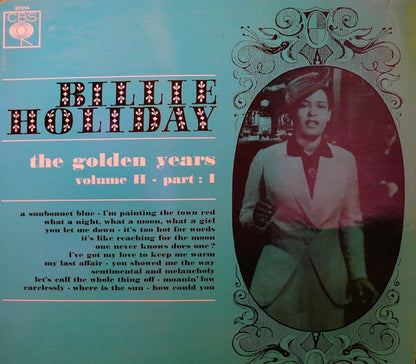 CBS
BILLIE
HOLIDAY
the golden years
volume II - part : I
a sunbonnet blue - I'm painting the town red
what a night, what a moon, what a girl
you let me down - it's too hot for words
it's like reaching for the moon
one never knows does one ?
I've got my love to keep me warm
my last affair - you showed me the way
sentimental and melancholy
let's call the whole thing off - moanin' low
carelessly - where is the sun - how could you
A
A